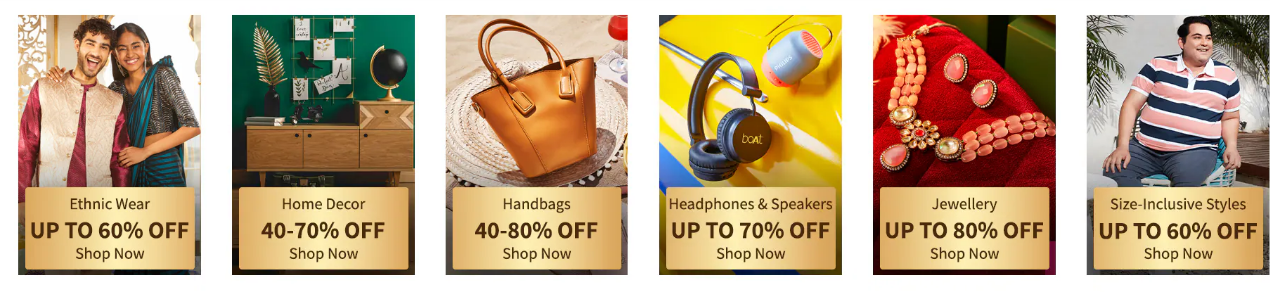 Ethnic Wear
UP TO 60% OFF
Shop Now
Home Decor
40-70% OFF
Shop Now
Handbags
40-80% OFF
Shop Now
boAt
Headphones & Speakers
UP TO 70% OFF
Shop Now
Jewellery
UP TO 80% OFF
Shop Now
Size-Inclusive Styles
UP TO 60% OFF
Shop Now